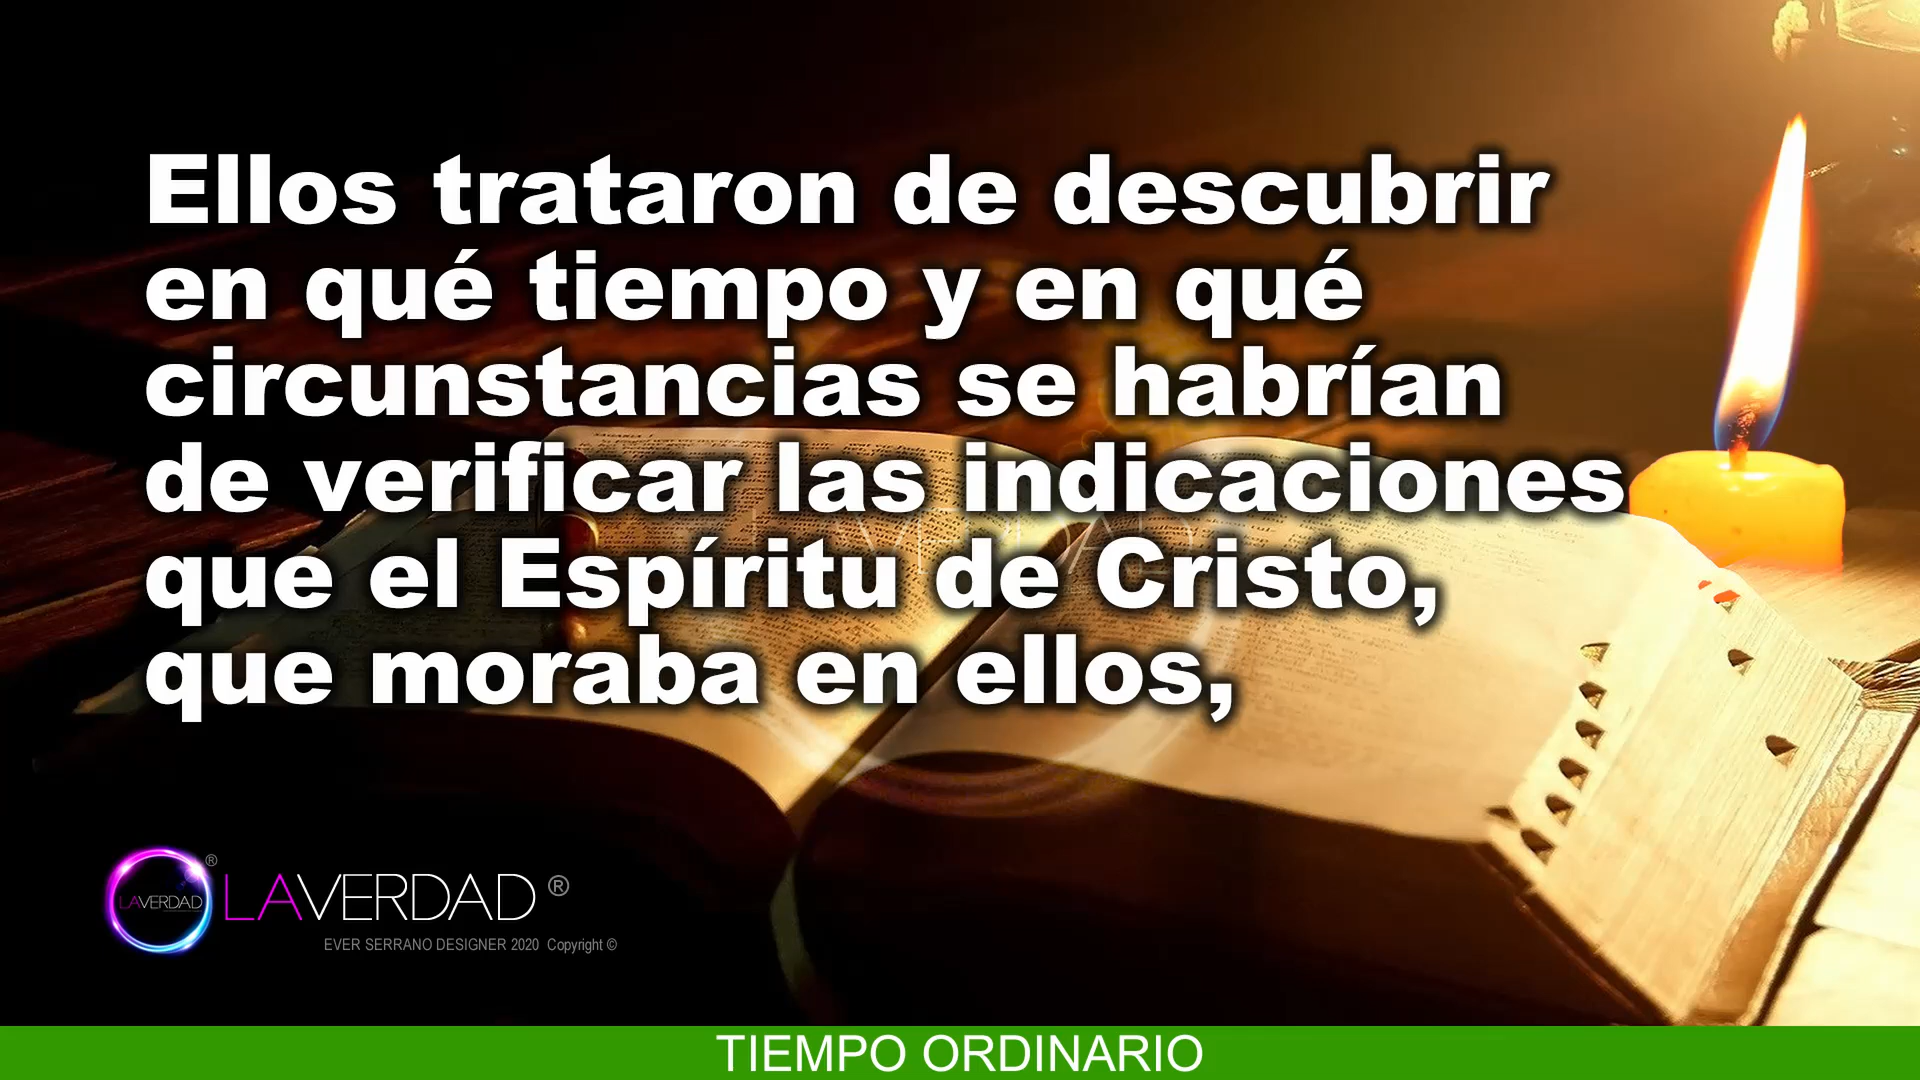 Ellos trataron de descubrir
en qué tiempo y en qué
circunstancias se habrían
de verificar las indicaciones
que el Espíritu de Cristo,
que moraba en ellos,
LAVERDAD ®
LAVERDAD ®
EVER SERRANO DESIGNER 2020 Copyright ©
TIEMPO ORDINARIO